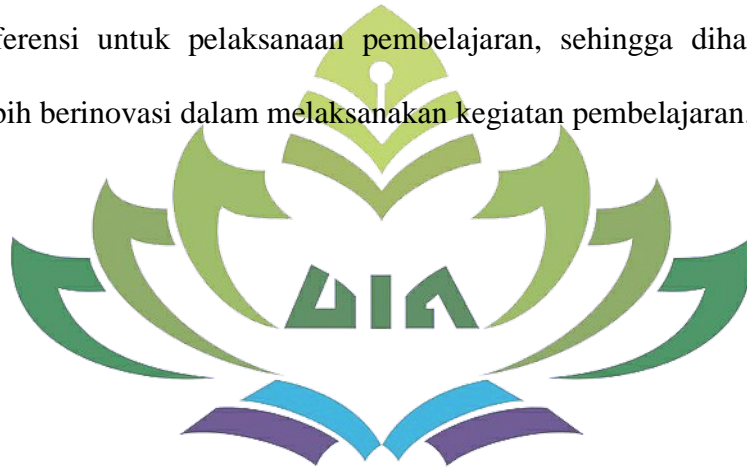 ferensi untuk pelaksanaan pembelajaran, sehingga diha
bih berinovasi dalam melaksanakan kegiatan pembelajaran.